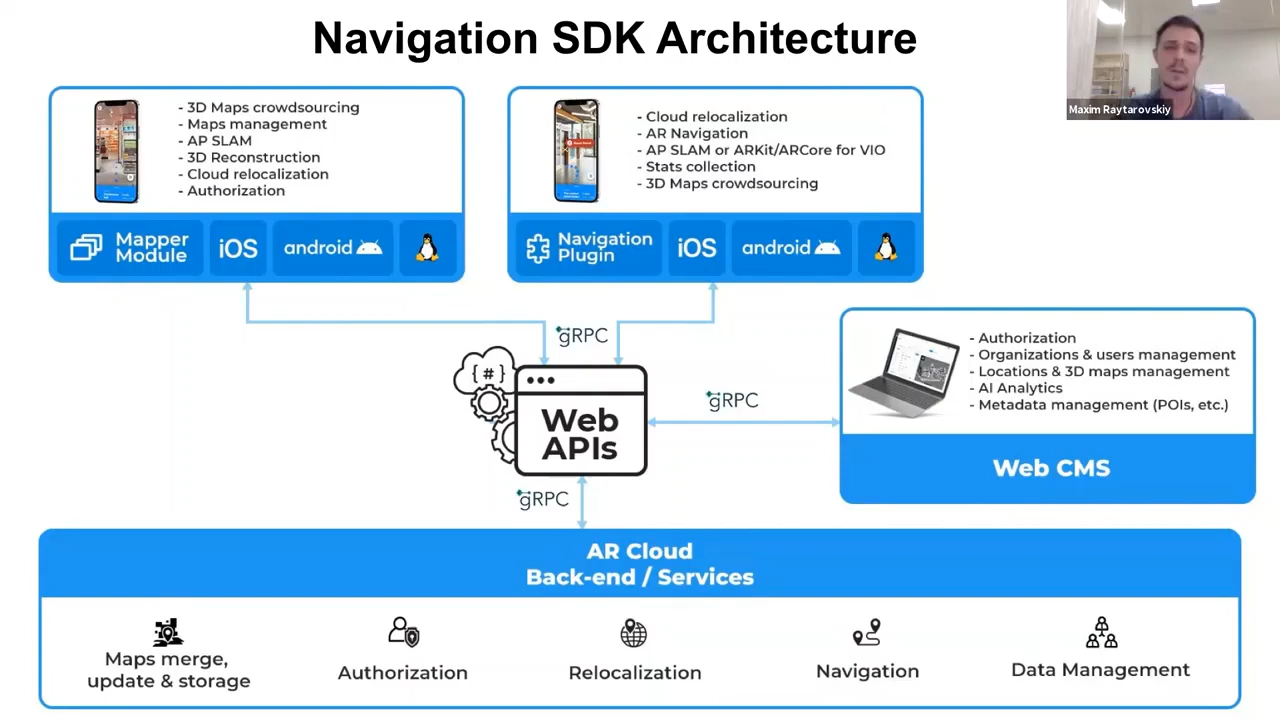 Navigation SDK Architecture
Maxim Raytarovskiy
- 3D Maps crowdsourcing
- Maps management
- AP SLAM
- 3D Reconstruction
- Cloud relocalization
- Authorization
Mapper
Module
iOS
android
- Cloud relocalization
- AR Navigation
- AP SLAM or ARKit/ARCore for VIO
- Stats collection
- 3D Maps crowdsourcing
Navigation
Plugin
iOS
android
gRPC
{#}
Web
APIs
gRPC
gRPC
- Authorization
- Organizations & users management
- Locations & 3D maps management
- AI Analytics
- Metadata management (POIs, etc.)
Web CMS
AR Cloud
Back-end / Services
Maps merge,
update & storage
Authorization
Relocalization
Navigation
Data Management